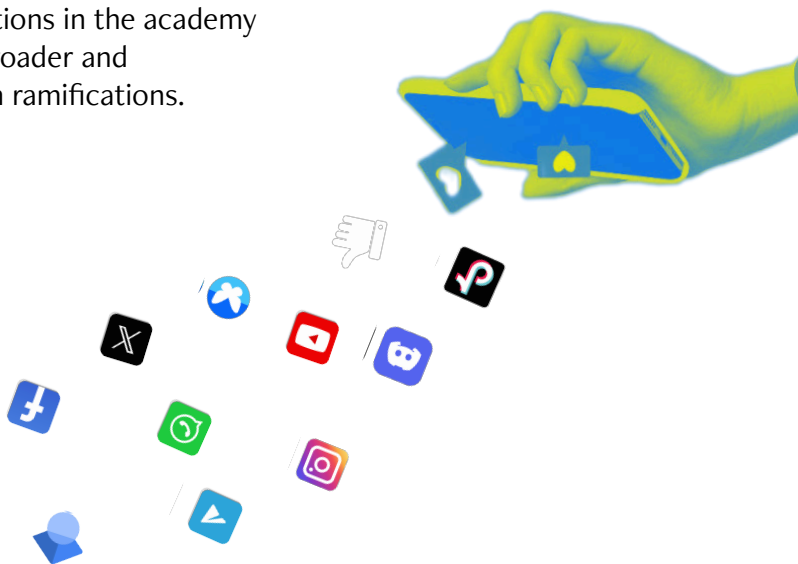 tions in the academy
oader and
n ramifications.